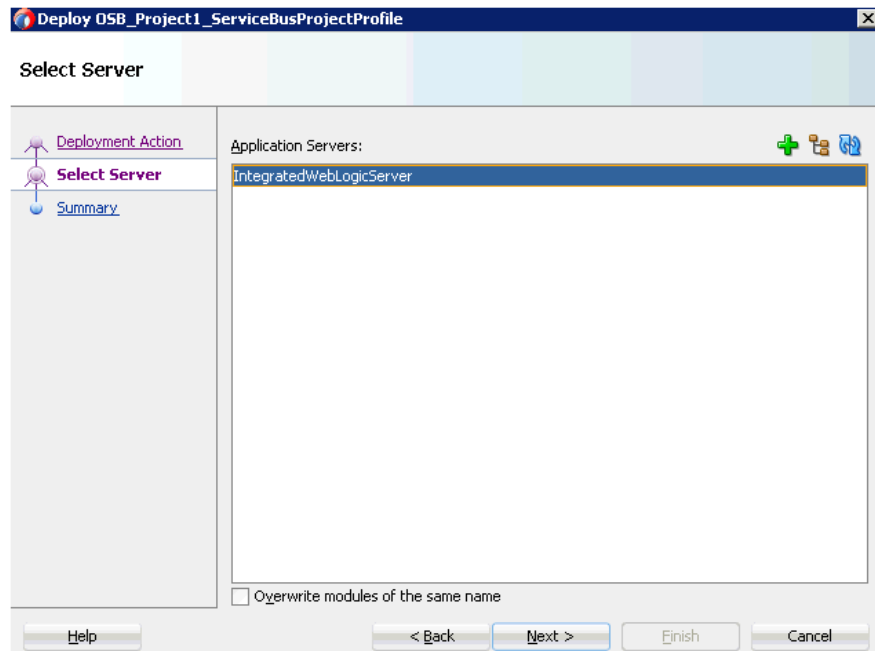 Deploy OSB_Project1_ServiceBusProjectProfile
Select Server
Deployment Action
Select Server
Summary
Application Servers:
IntegratedWebLogicServer
Overwrite modules of the same name
Help
< Back
Next >
Finish
Cancel